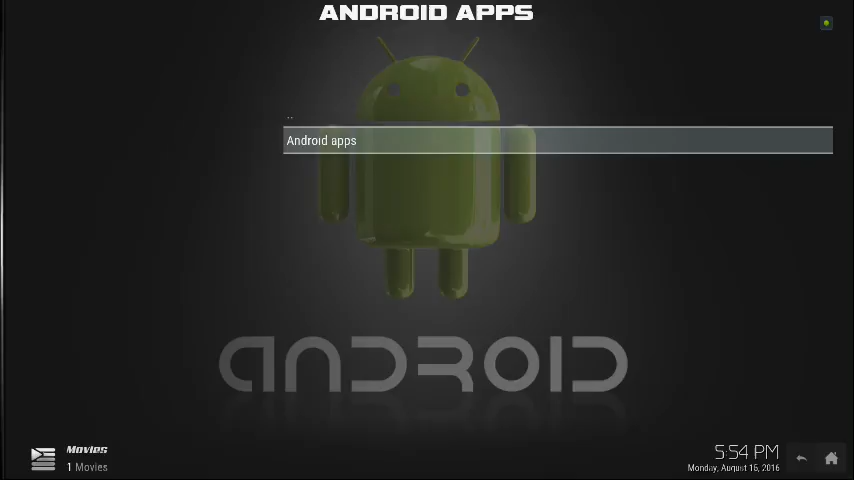 ANDROID APPS
..
Android apps
ANDROID
Movies
1 Movies
5:54 PM
Monday, August 15, 2016